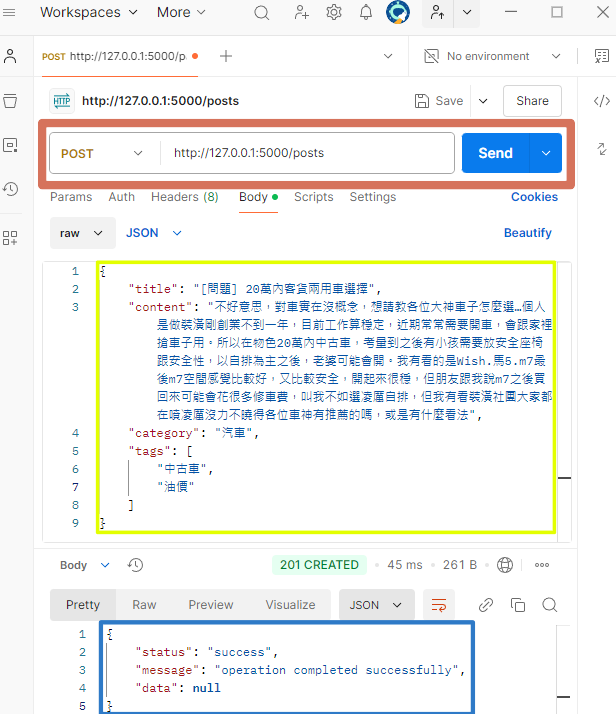 Workspaces More
POST http://127.0.0.1:5000/p No environment
HTTP http://127.0.0.1:5000/posts Save Share
POST http://127.0.0.1:5000/posts Send
Params Auth Headers (8) Body Scripts Settings Cookies
raw JSON Beautify
1 {
2 "title": "[問題] 20萬內客貨兩用車選擇",
3 "content": "不好意思，對車實在沒概念，想請教各位大神車子怎麼選…個人
是做裝潢剛創業不到一年，目前工作算穩定，近期常常需要開車，會跟家裡
搶車子用。所以在物色20萬內中古車，考量到之後有小孩需要放安全座椅
跟安全性，以自排為主之後，老婆可能會開。我有看的是Wish.馬5.m7最
後m7空間感覺比較好，又比較安全，開起來很穩，但朋友跟我說m7之後買
回來可能會花很多修車費，叫我不如選凌厲自排，但我有看裝潢社團大家都
在噴凌厲沒力不曉得各位車神有推薦的嗎，或是有什麼看法",
4 "category": "汽車",
5 "tags": [
6 "中古車",
7 "油價"
8 ]
9 }
Body 201 CREATED 45 ms 261 B
Pretty Raw Preview Visualize JSON
1 {
2 "status": "success",
3 "message": "operation completed successfully",
4 "data": null
5 }